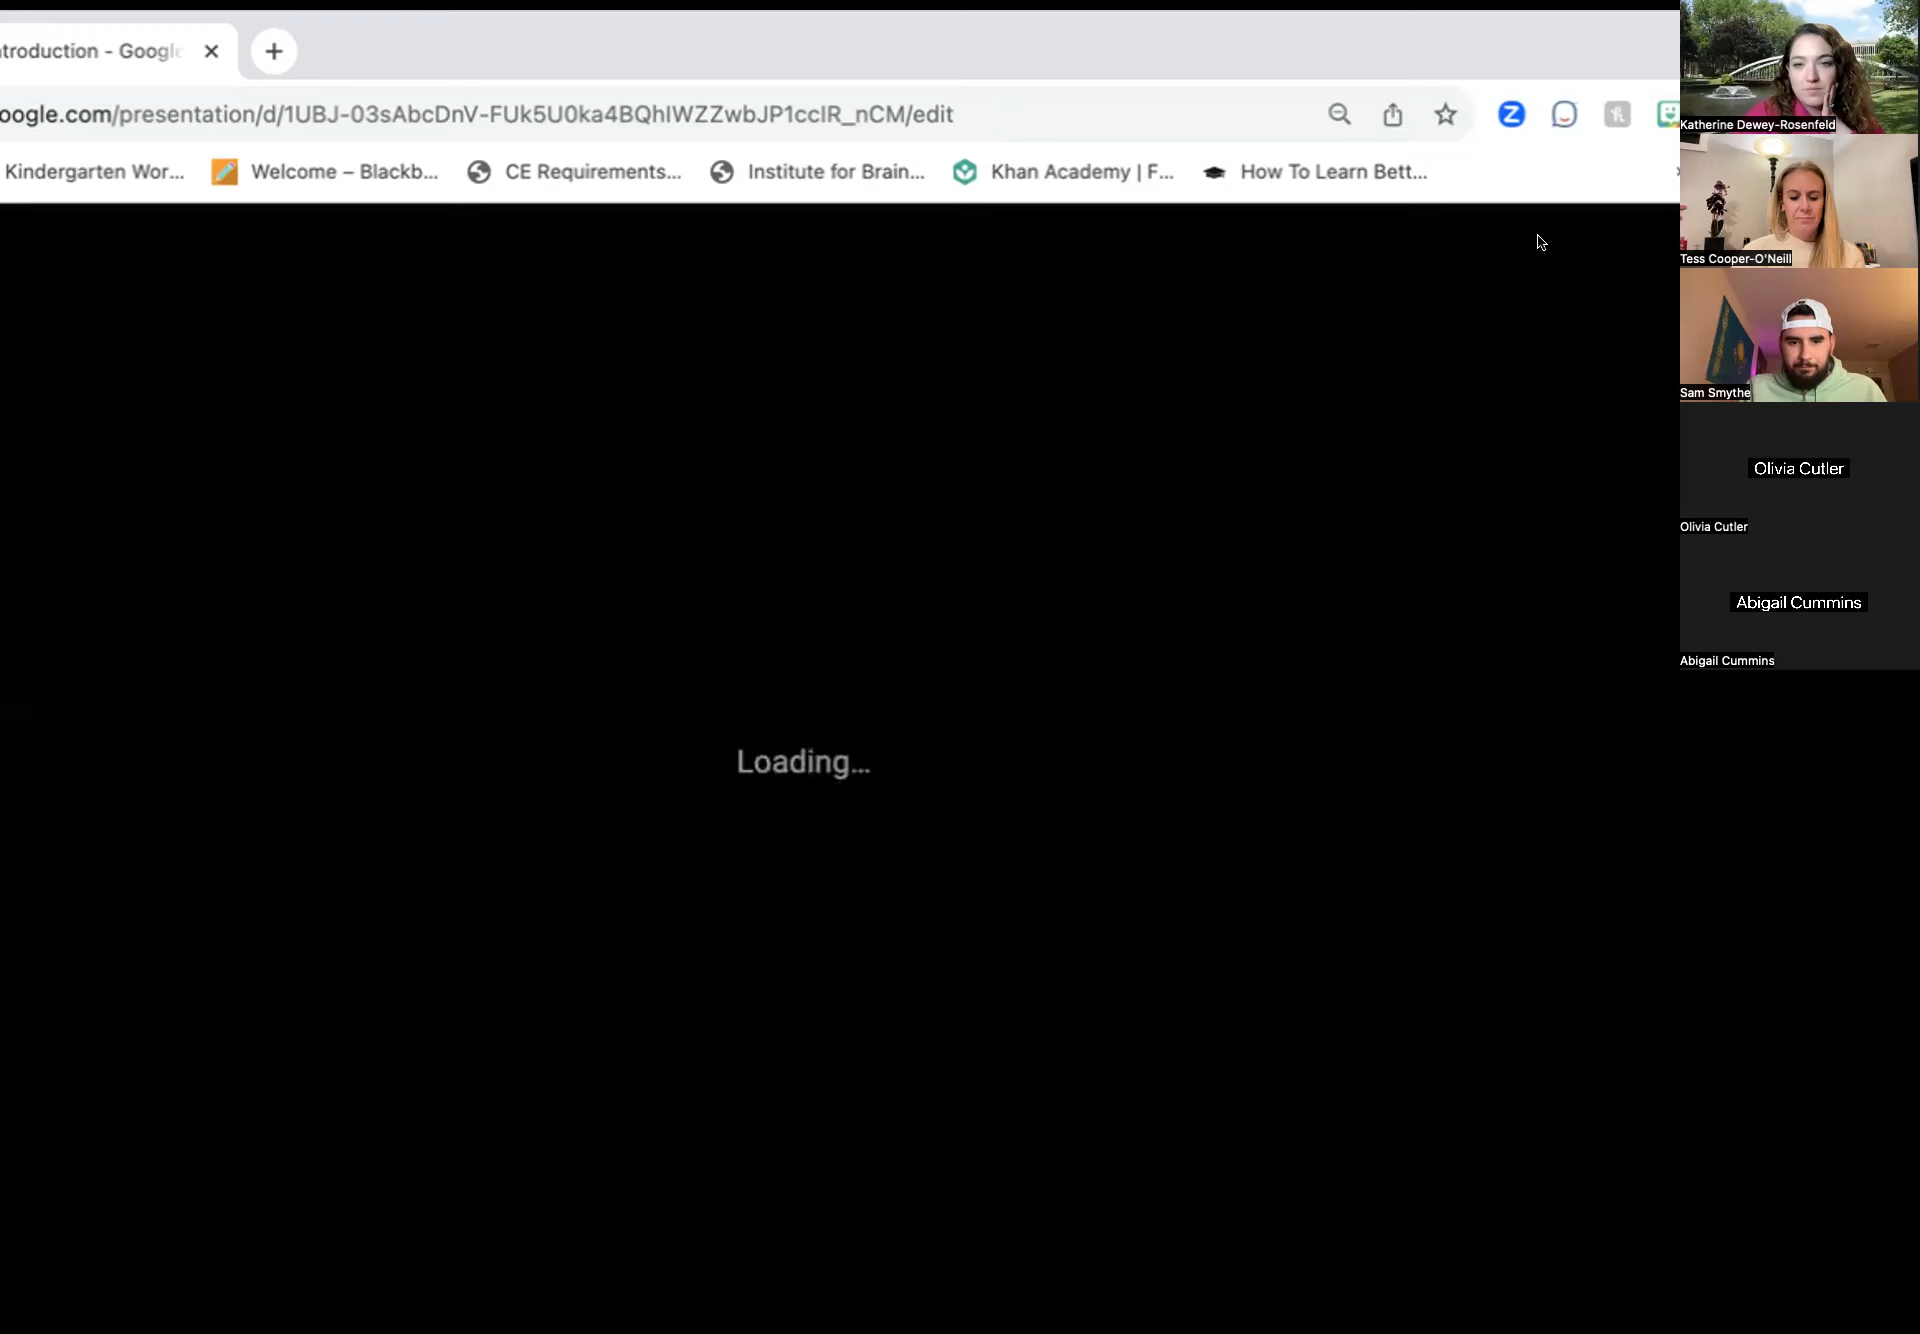 ntroduction - Google
oogle.com/presentation/d/1UBJ-03sAbcDnV-FUk5U0ka4BQhIWZZwbJP1ccIR_nCM/edit
Kindergarten Wor...
Welcome – Blackb...
CE Requirements...
Institute for Brain...
Khan Academy | F...
How To Learn Bett...
Loading...
Katherine Dewey-Rosenfeld
Tess Cooper-O'Neill
Sam Smythe
Olivia Cutler
Olivia Cutler
Abigail Cummins
Abigail Cummins